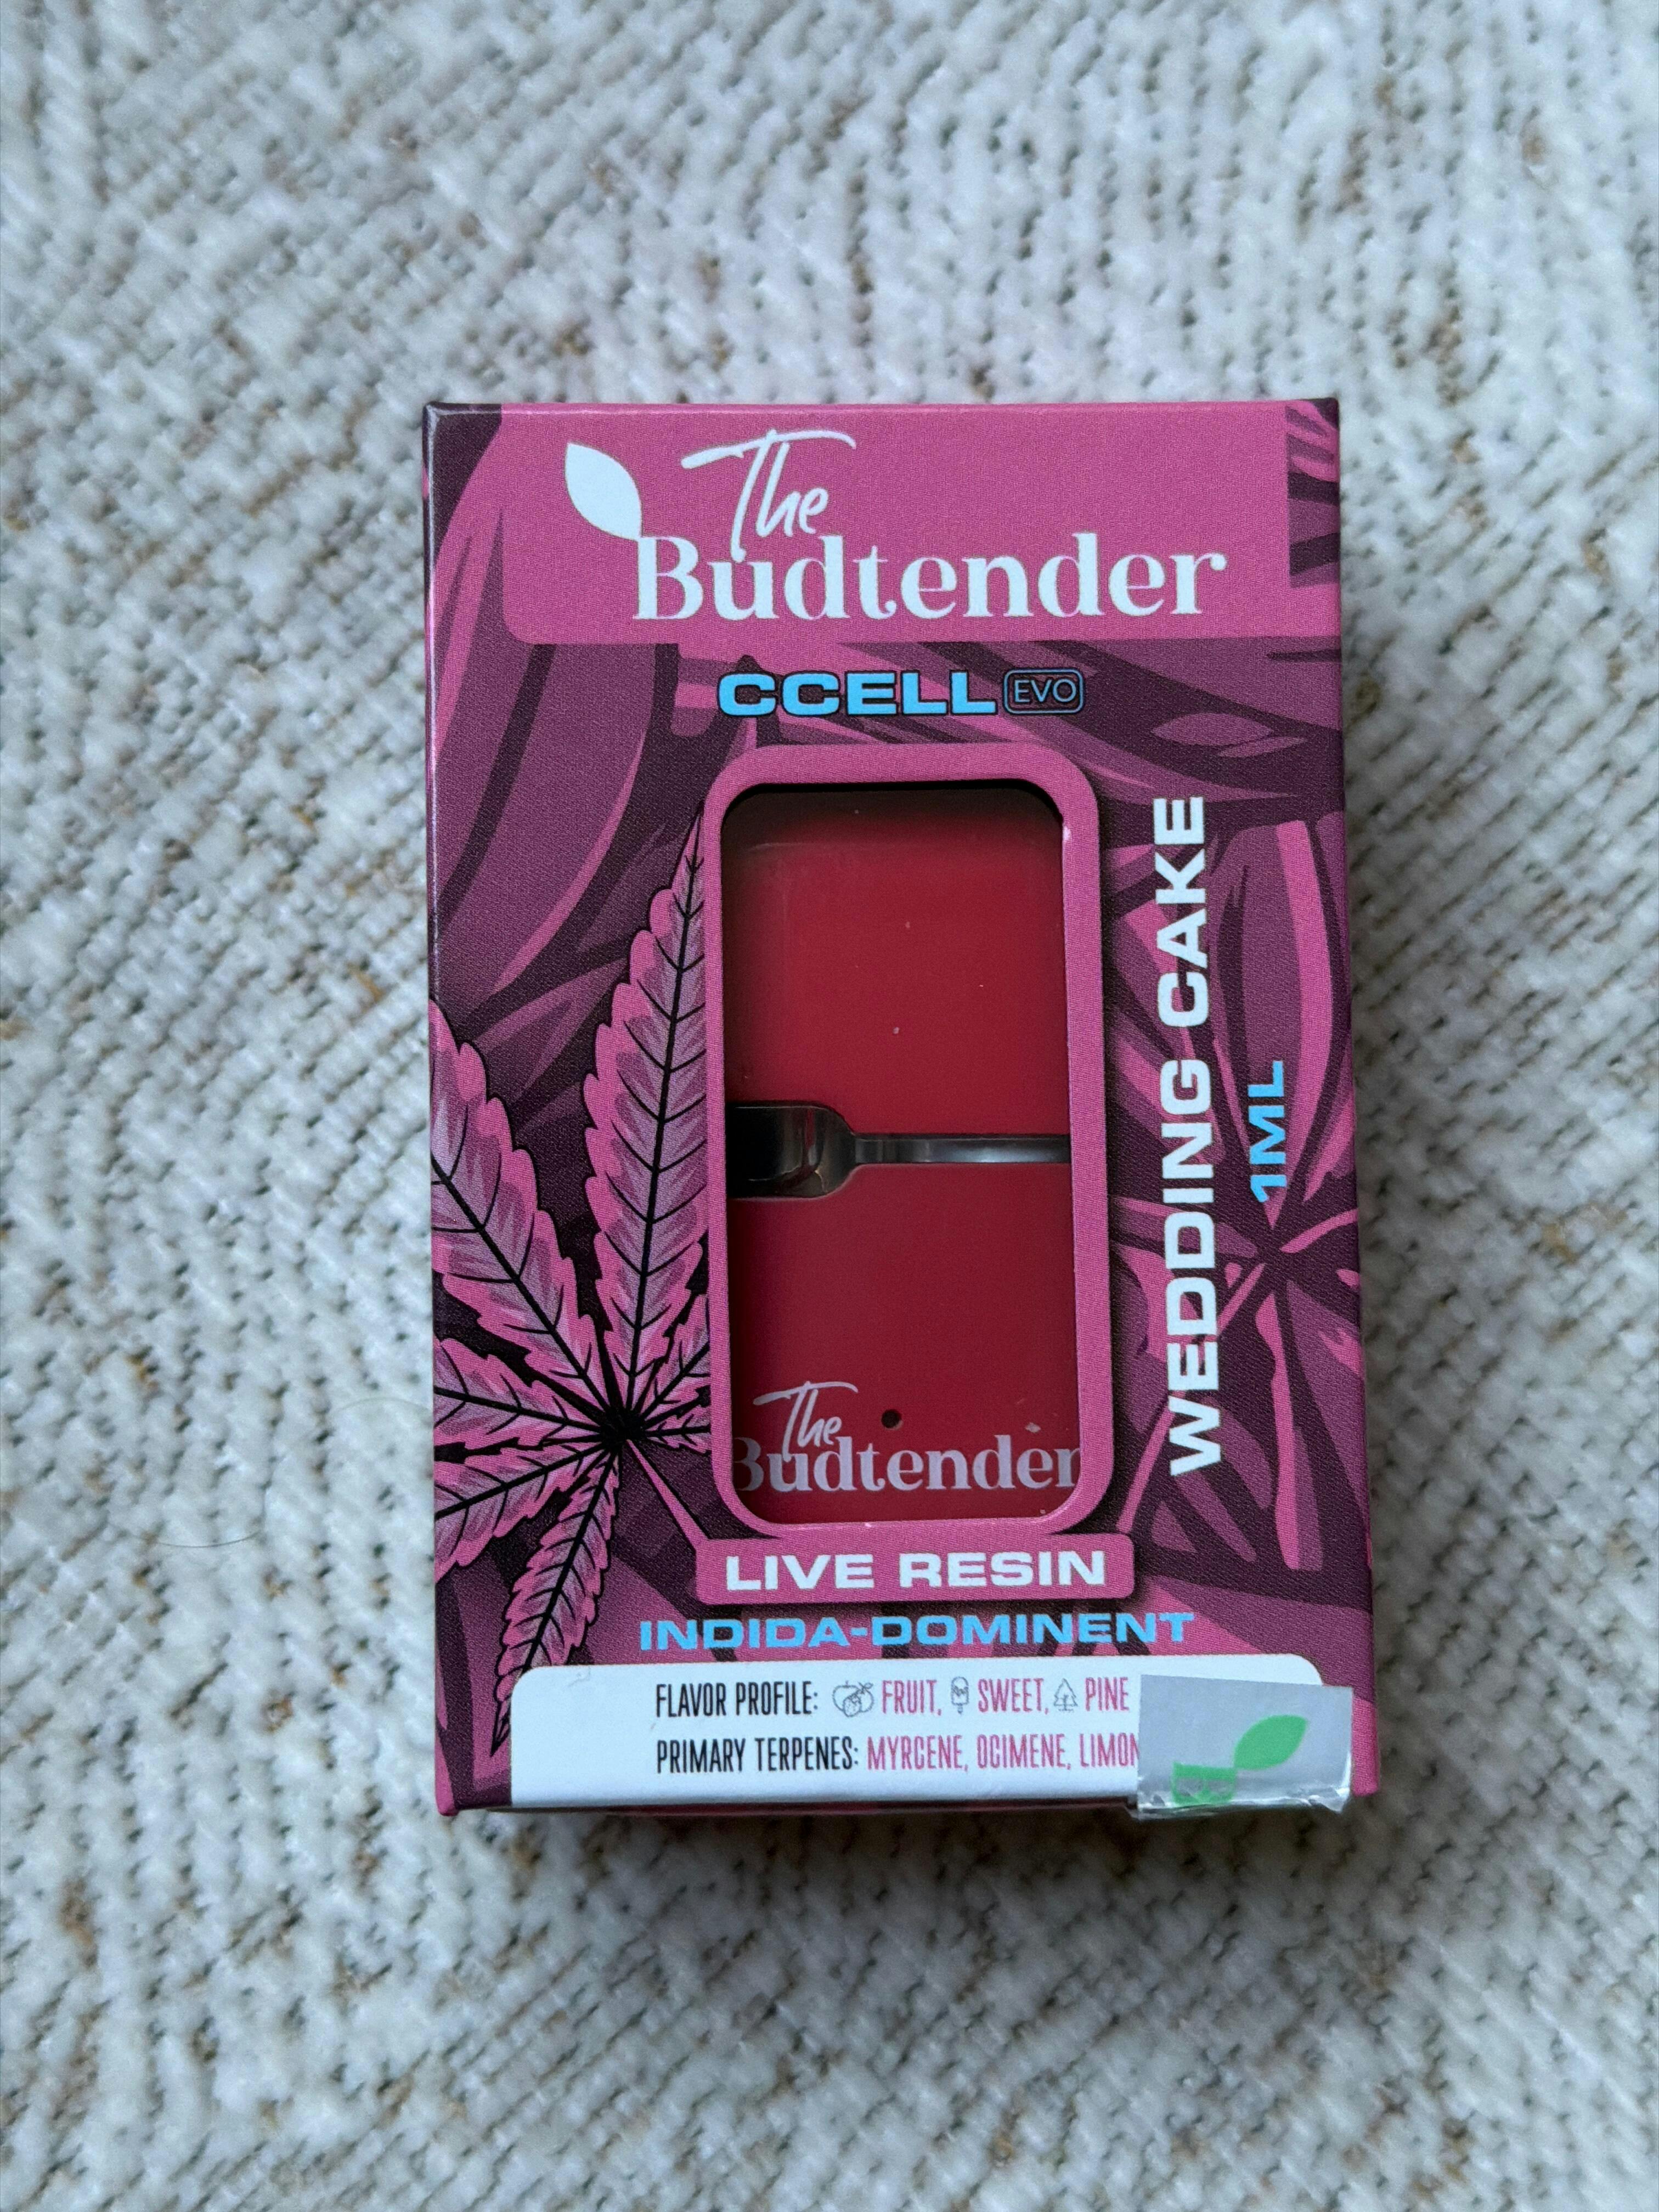 The
Budtender
CCELL EVO
WEDDING CAKE
1ML
The
Budtender
LIVE RESIN
INDIDA-DOMINENT
FLAVOR PROFILE: FRUIT, SWEET, PINE
PRIMARY TERPENES: MYRCENE, OCIMENE, LIMON